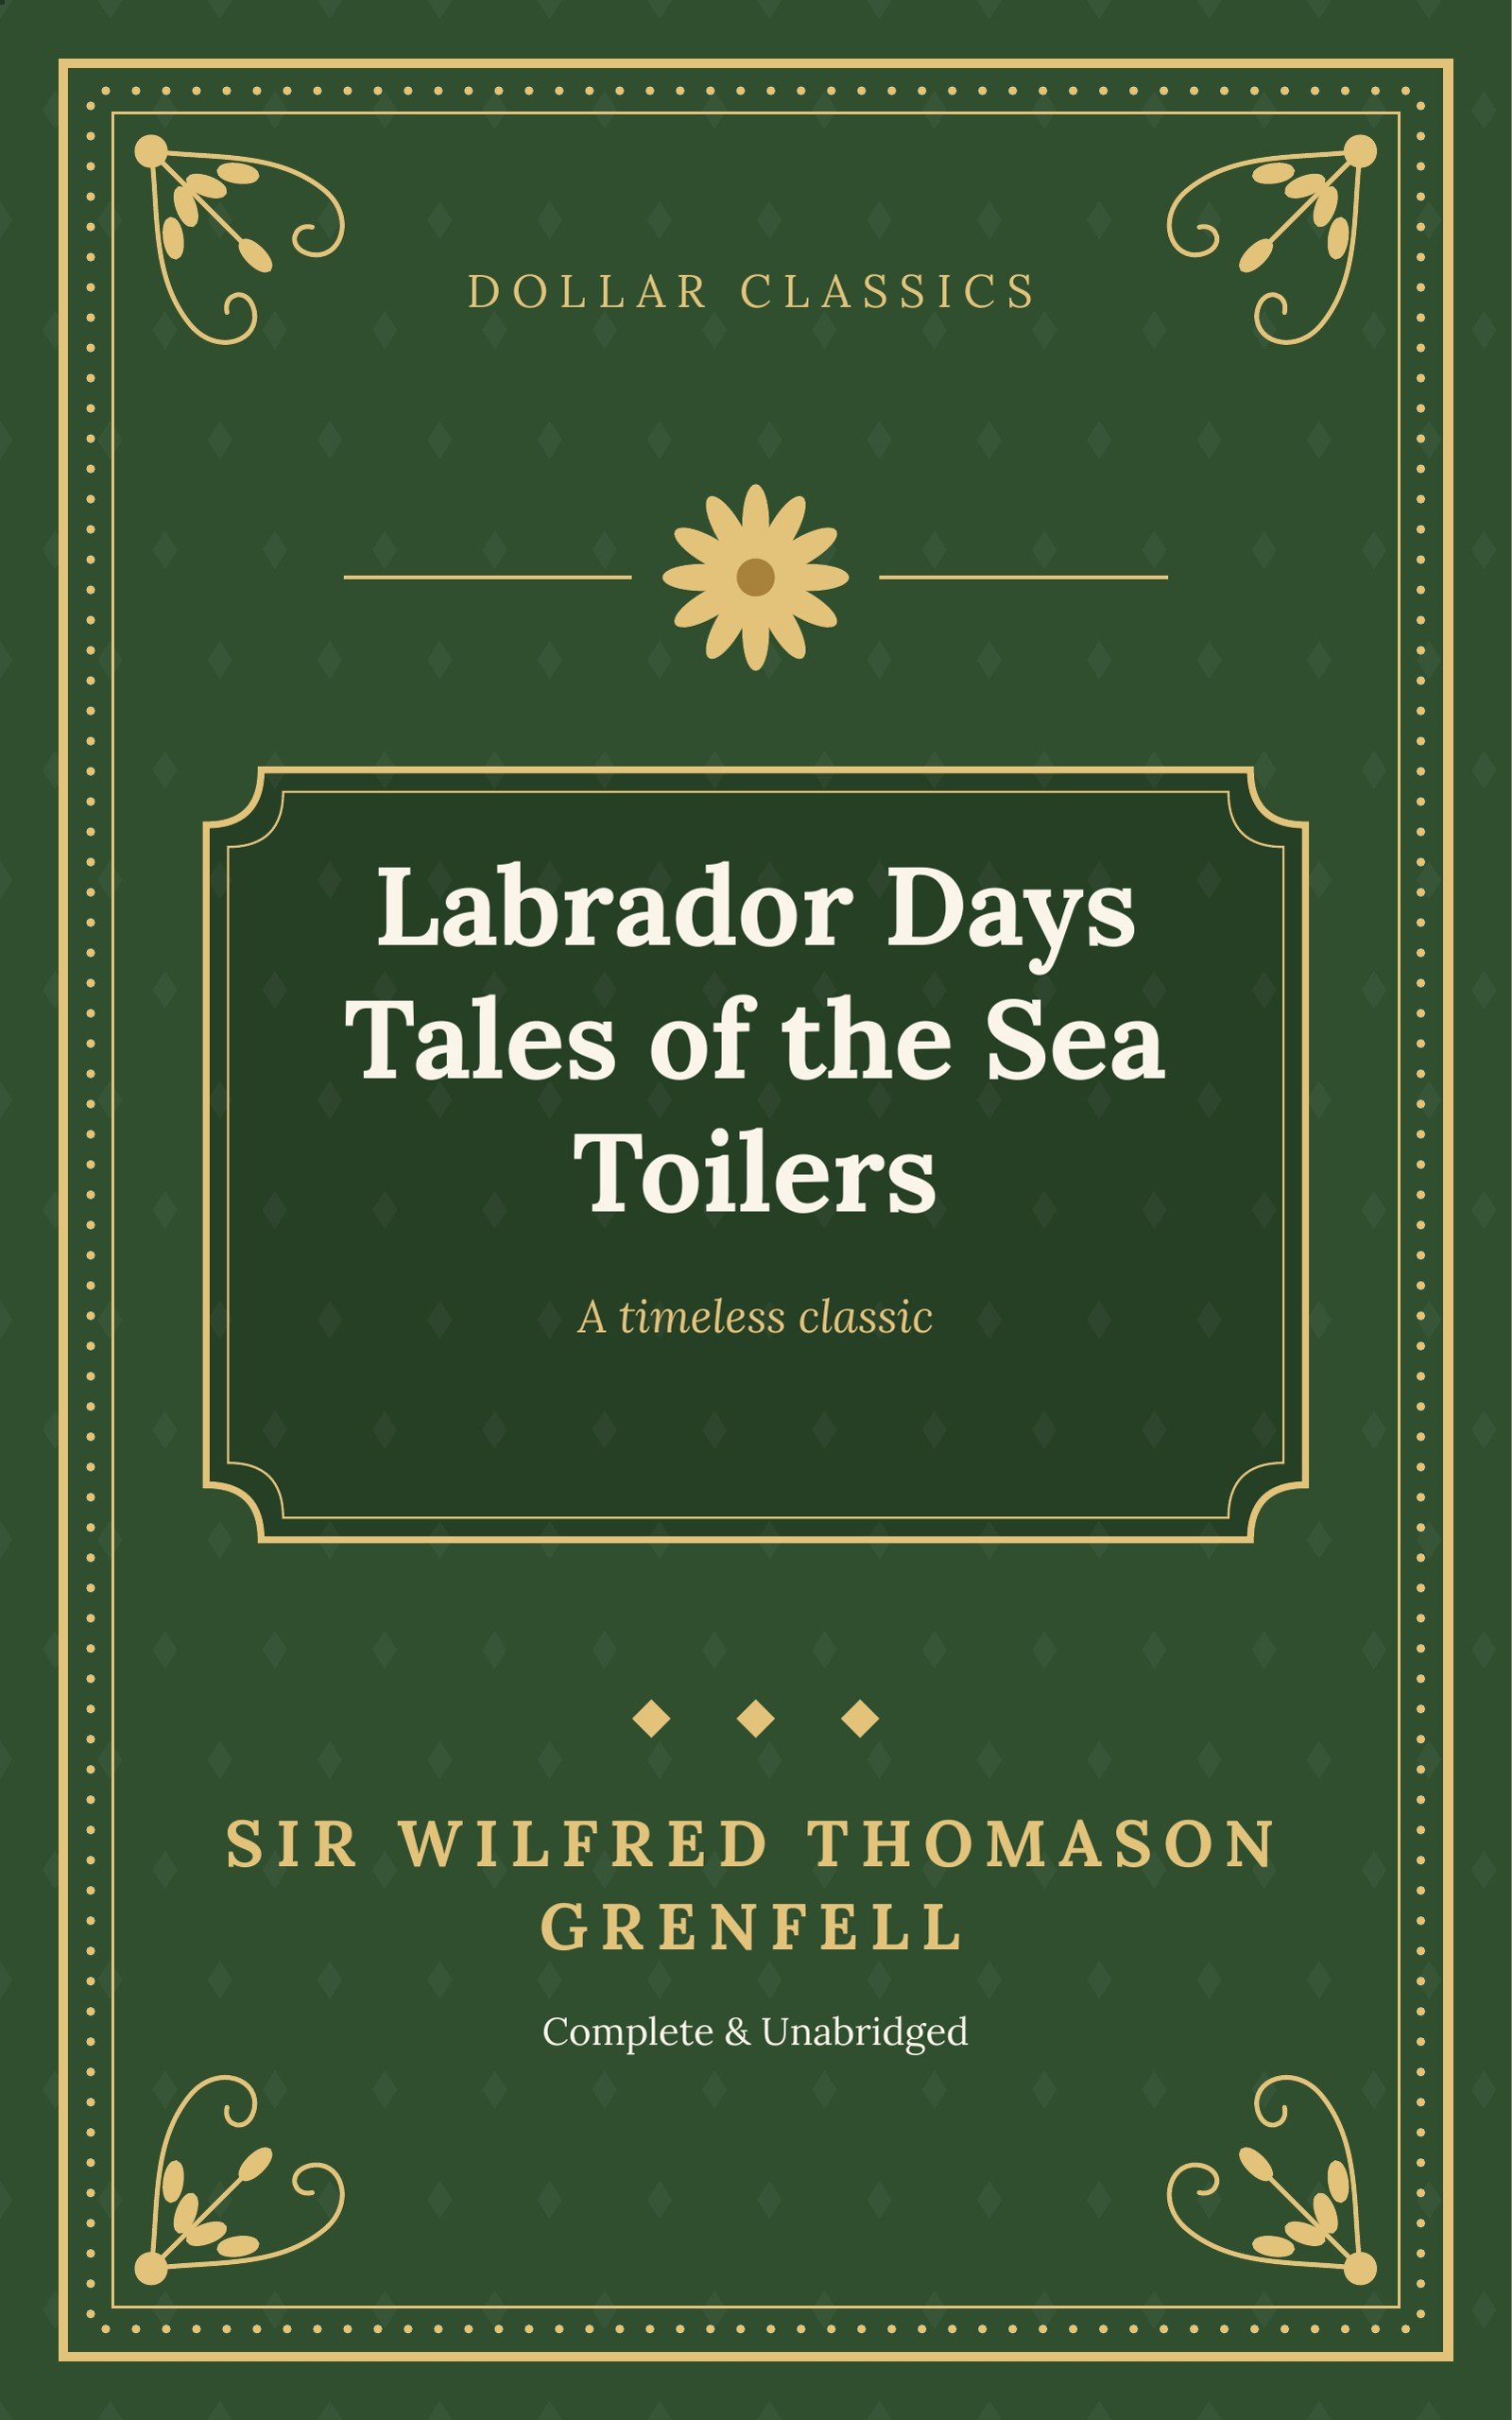 DOLLAR CLASSICS
Labrador Days
Tales of the Sea
Toilers
A timeless classic
SIR WILFRED THOMASON
GRENFELL
Complete & Unabridged